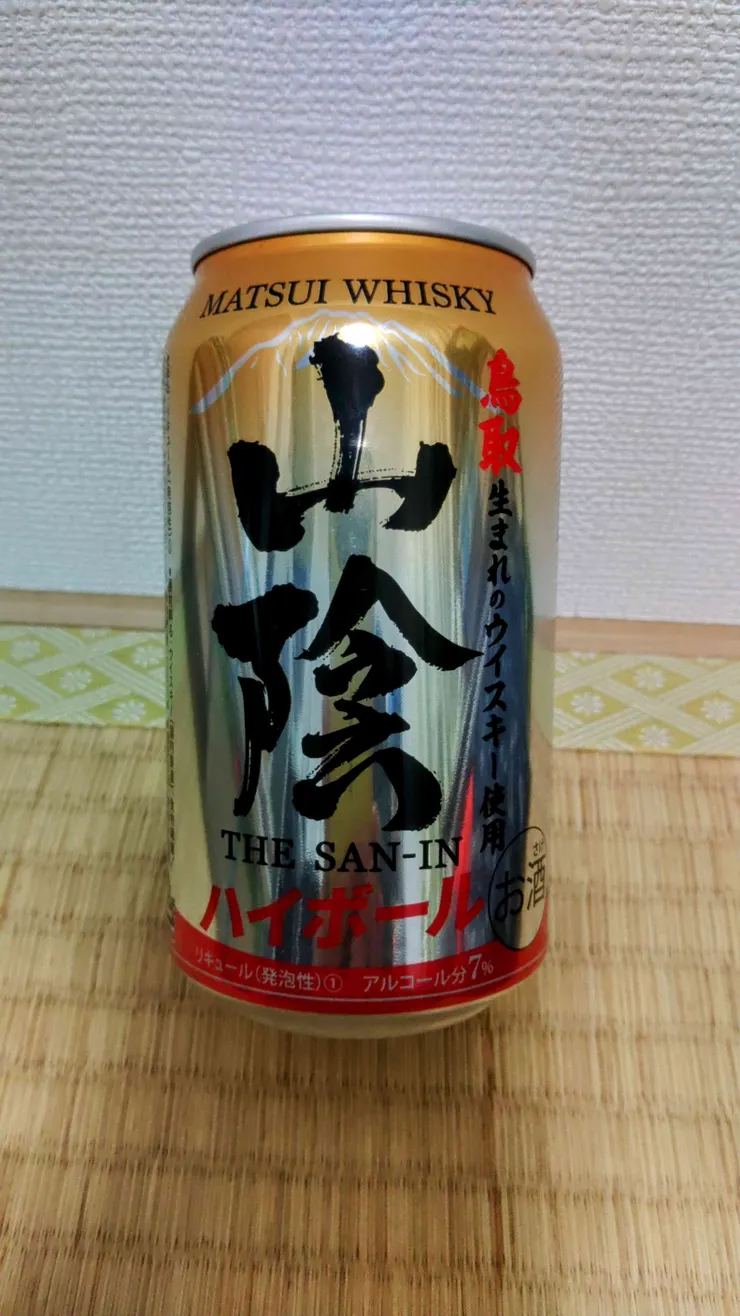 MATSUI WHISKY
山陰
鳥取生まれのウイスキー使用
THE SAN-IN
ハイボール
さけ
お酒
リキュール(発泡性)① アルコール分7%